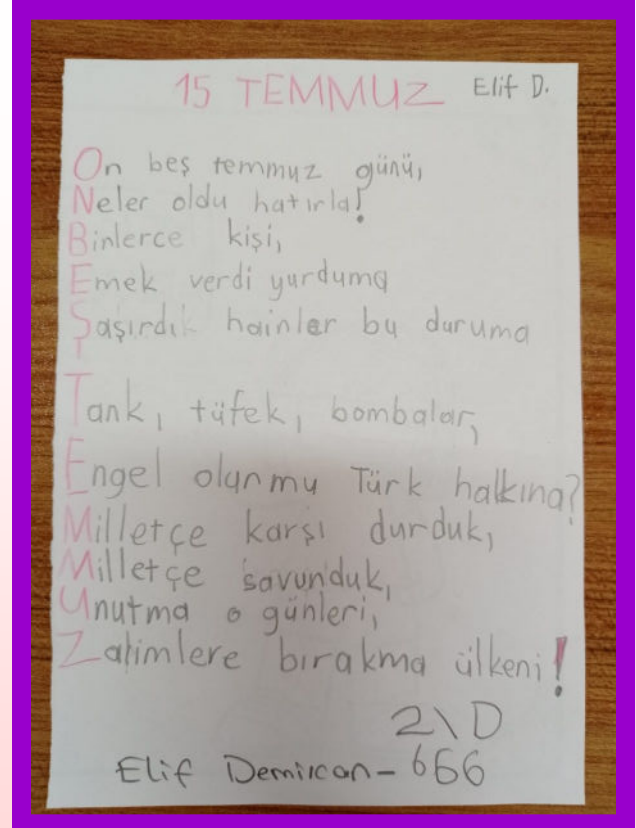 15 TEMMUZ Elif D.
On beş temmuz günü,
Neler oldu hatırla!
Binlerce kişi,
Emek verdi yurduma
Şaşırdık hainler bu duruma
Tank, tüfek, bombalar,
Engel olurmu Türk halkına?
Milletçe karşı durduk,
Milletçe savunduk,
Unutma o günleri,
Zalimlere bırakma ülkeni!
2\D
Elif Demircan-666